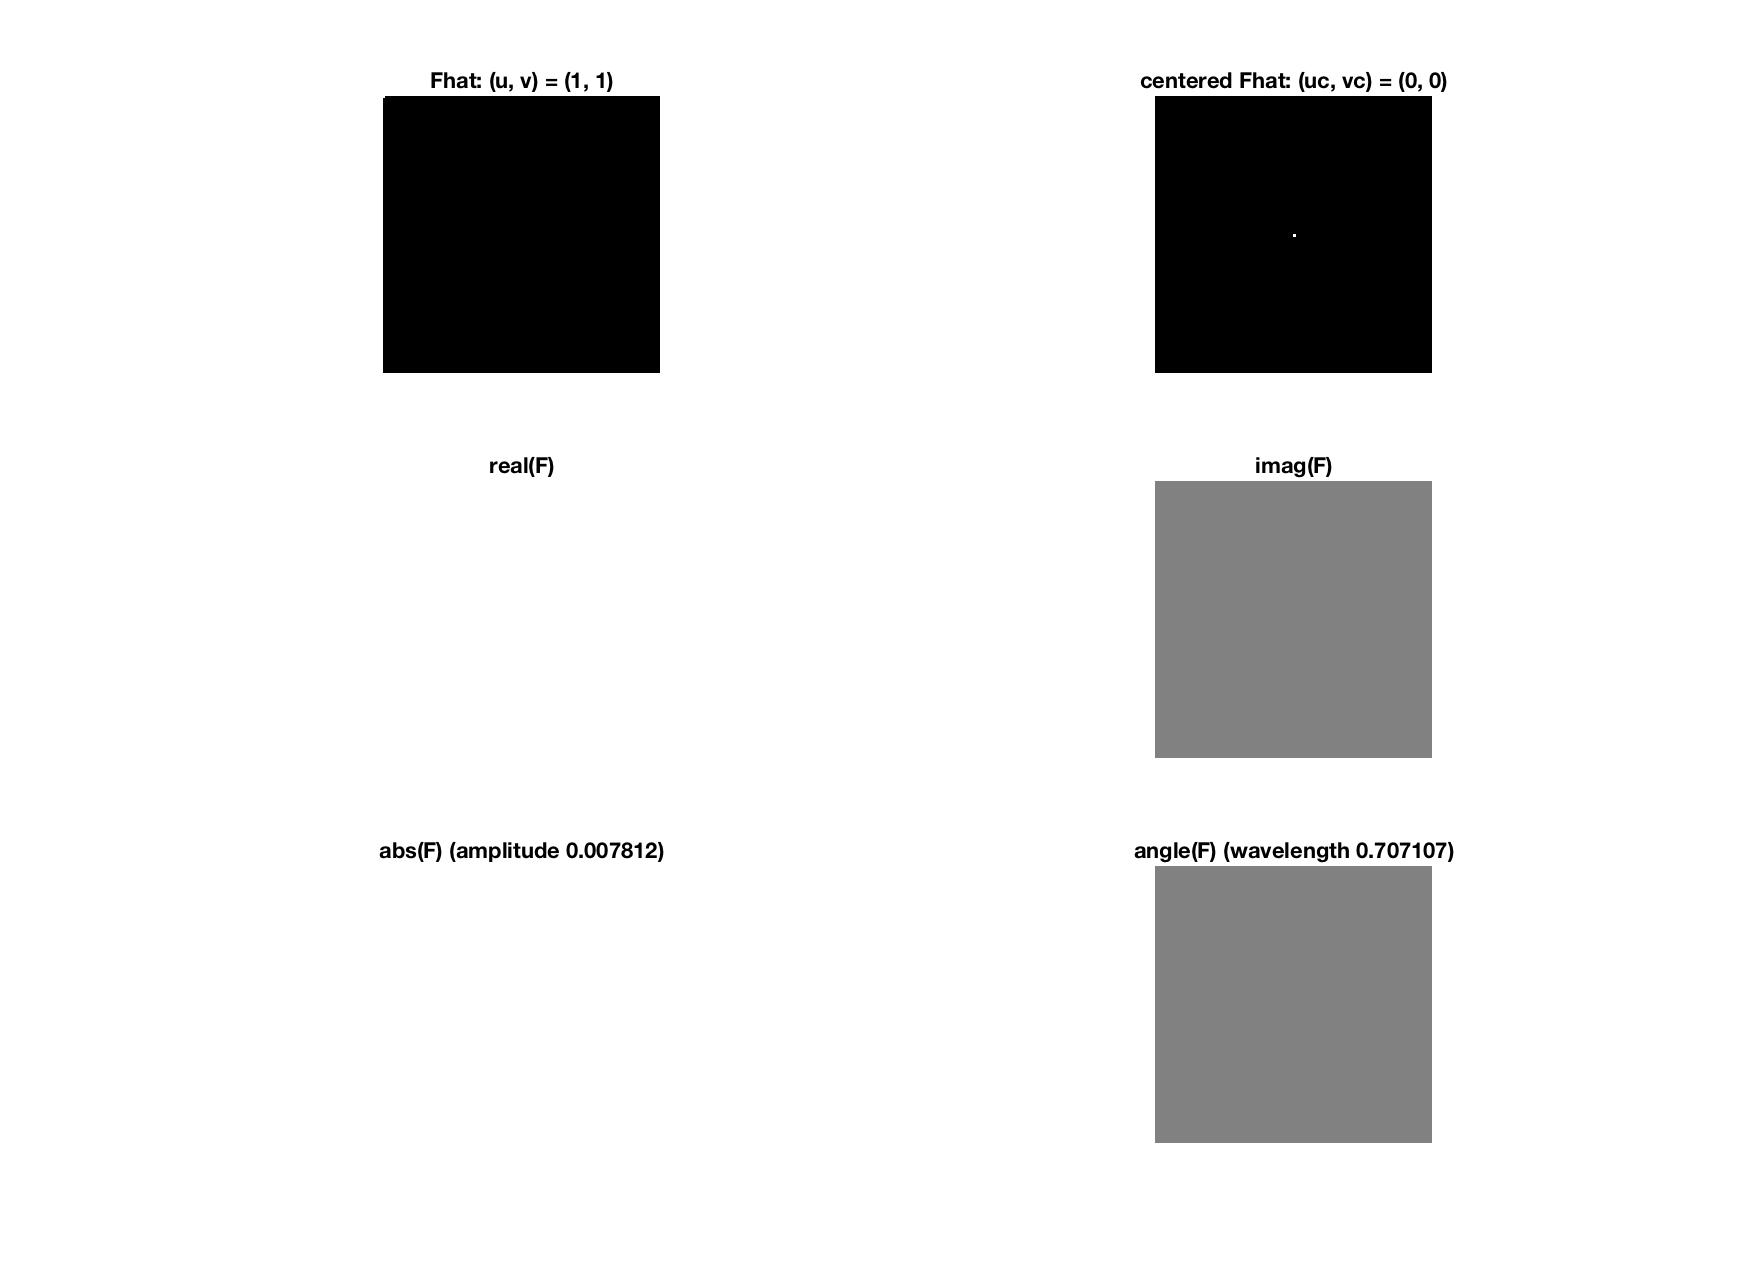 Fhat: (u, v) = (1, 1)
centered Fhat: (uc, vc) = (0, 0)
real(F)
imag(F)
abs(F) (amplitude 0.007812)
angle(F) (wavelength 0.707107)